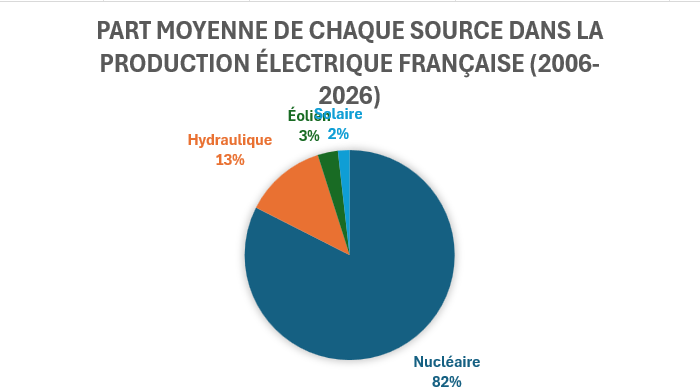 PART MOYENNE DE CHAQUE SOURCE DANS LA
PRODUCTION ÉLECTRIQUE FRANÇAISE (2006-
2026)
Éolien
3%
Solaire
2%
Hydraulique
13%
Nucléaire
82%